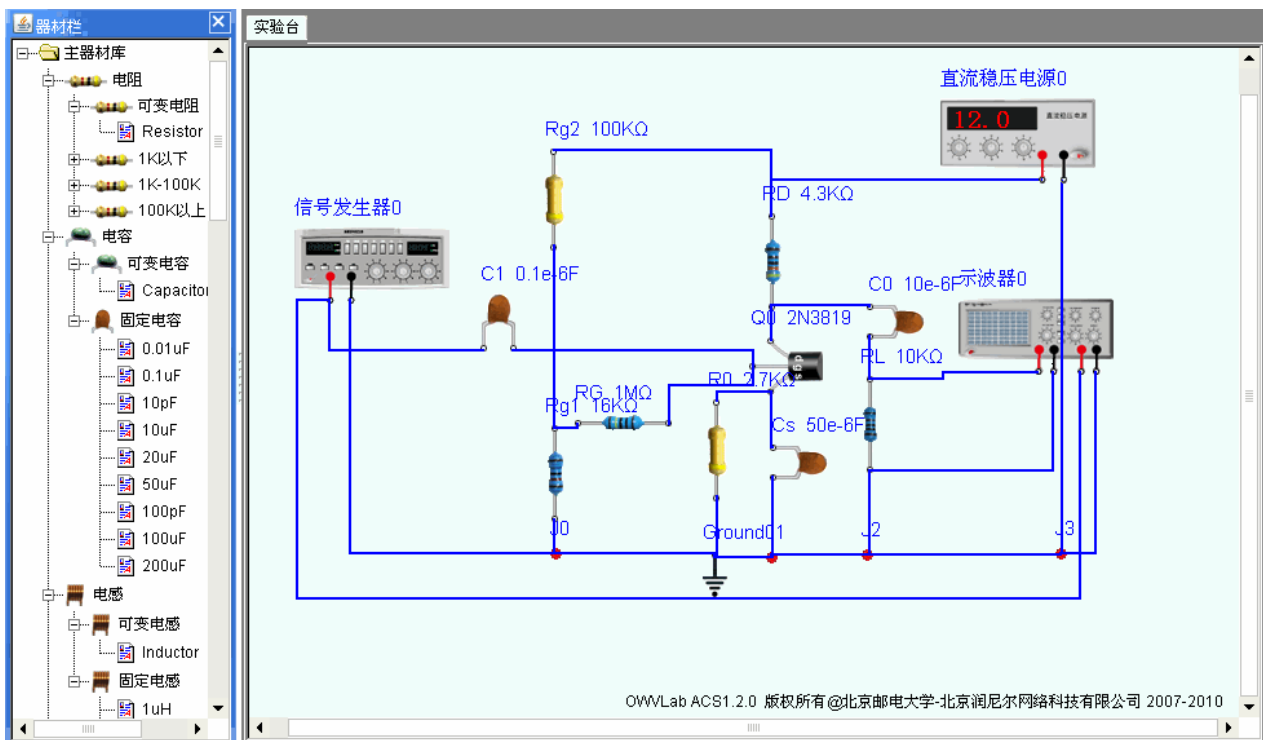 器材栏
主器材库
电阻
可变电阻
Resistor
1K以下
1K-100K
100K以上
电容
可变电容
Capacitor
固定电容
0.01uF
0.1uF
10pF
10uF
20uF
50uF
100pF
100uF
200uF
电感
可变电感
Inductor
固定电感
1uH
实验台
直流稳压电源0
12.0
直流稳压电源
Rg2 100KΩ
RD 4.3KΩ
信号发生器0
C1 0.1e-6F
C0 10e-6F
示波器0
Q0 2N3819
dgs
RL 10KΩ
R0 2.7KΩ
RG 1MΩ
Rg1 16KΩ
Cs 50e-6F
J0
Ground01
J2
J3
OWVLab ACS1.2.0 版权所有@北京邮电大学-北京润尼尔网络科技有限公司 2007-2010